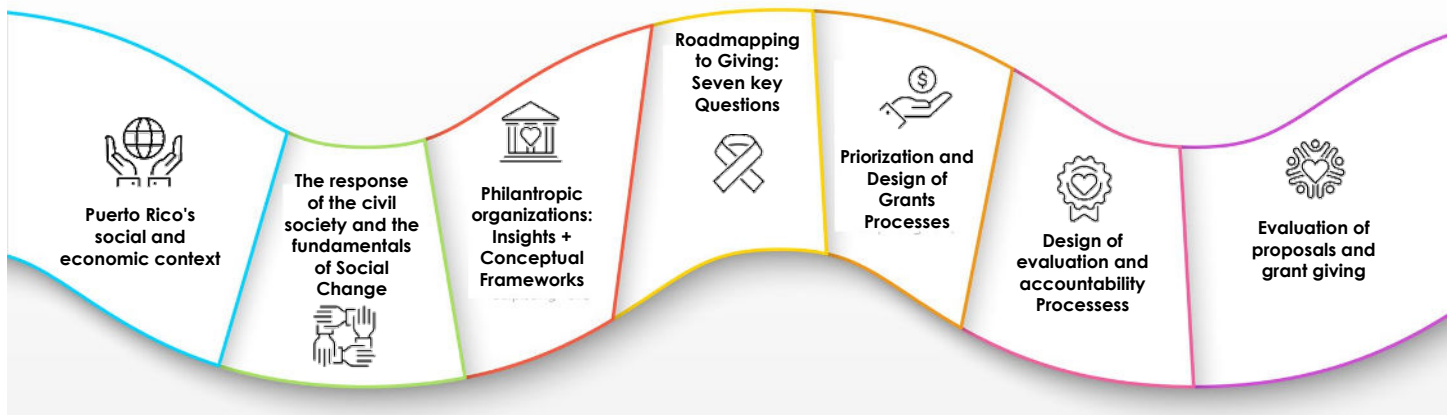 Puerto Rico's
social and
economic context
The response
of the civil
society and the
fundamentals
of Social
Change
Philantropic
organizations:
Insights +
Conceptual
Frameworks
Roadmapping
to Giving:
Seven key
Questions
$
Priorization and
Design of
Grants
Processes
Design of
evaluation and
accountability
Processess
Evaluation of
proposals and
grant giving